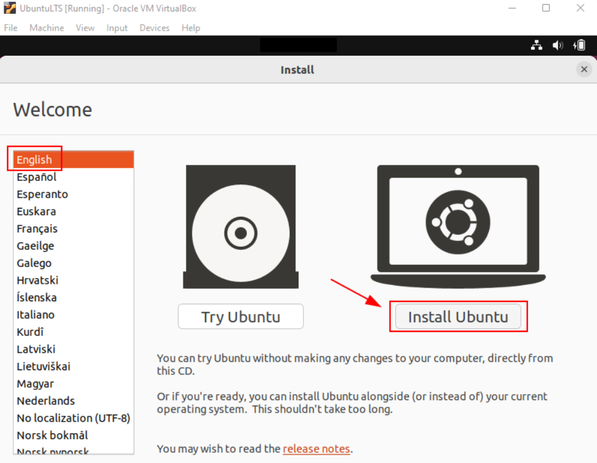 UbuntuLTS [Running] - Oracle VM VirtualBox
File Machine View Input Devices Help
Install
Welcome
English
Español
Esperanto
Euskara
Français
Gaeilge
Galego
Hrvatski
Íslenska
Italiano
Kurdî
Latviski
Lietuviškai
Magyar
Nederlands
No localization (UTF-8)
Norsk bokmål
Norsk nynorsk
Try Ubuntu
Install Ubuntu
You can try Ubuntu without making any changes to your computer, directly from
this CD.
Or if you're ready, you can install Ubuntu alongside (or instead of) your current
operating system. This shouldn't take too long.
You may wish to read the release notes.